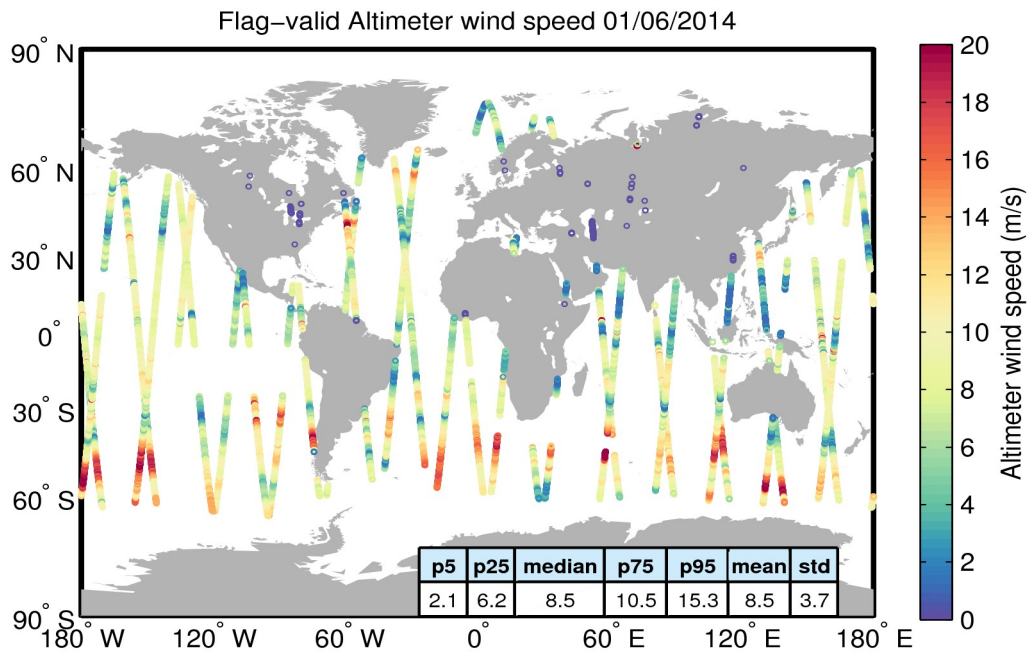 Flag−valid Altimeter wind speed 01/06/2014
90° N
60° N
30° N
0°
30° S
60° S
90° S
180° W
120° W
60° W
0°
60° E
120° E
180° E
p5 p25 median p75 p95 mean std
2.1 6.2 8.5 10.5 15.3 8.5 3.7
20
18
16
14
12
10
8
6
4
2
0
Altimeter wind speed (m/s)